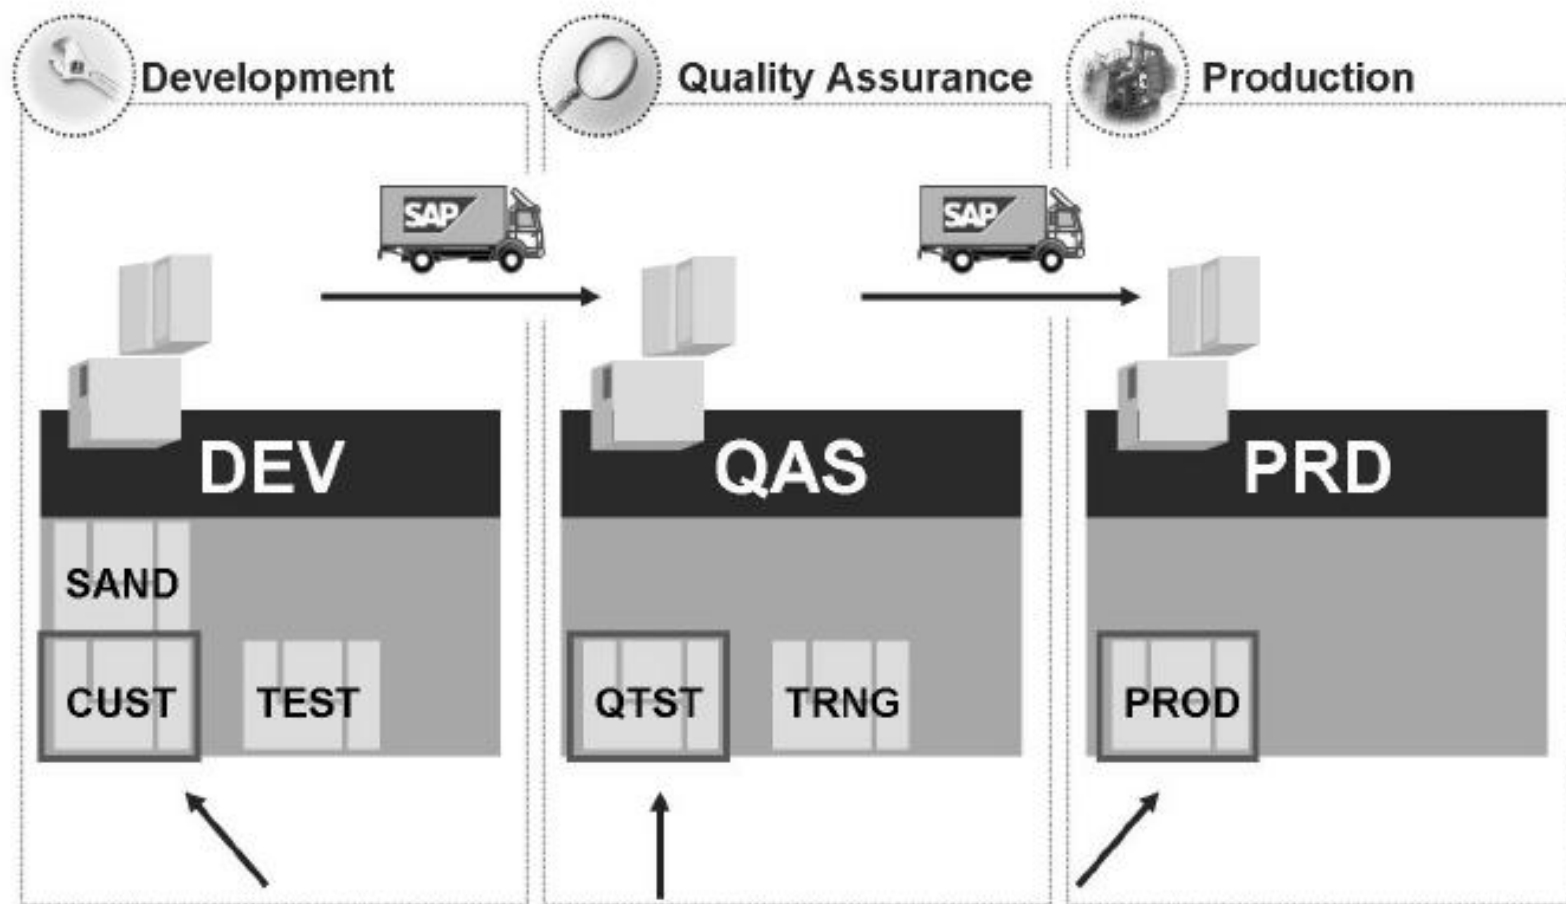 Development
Quality Assurance
Production
SAP
SAP
DEV
QAS
PRD
SAND
CUST
TEST
QTST
TRNG
PROD